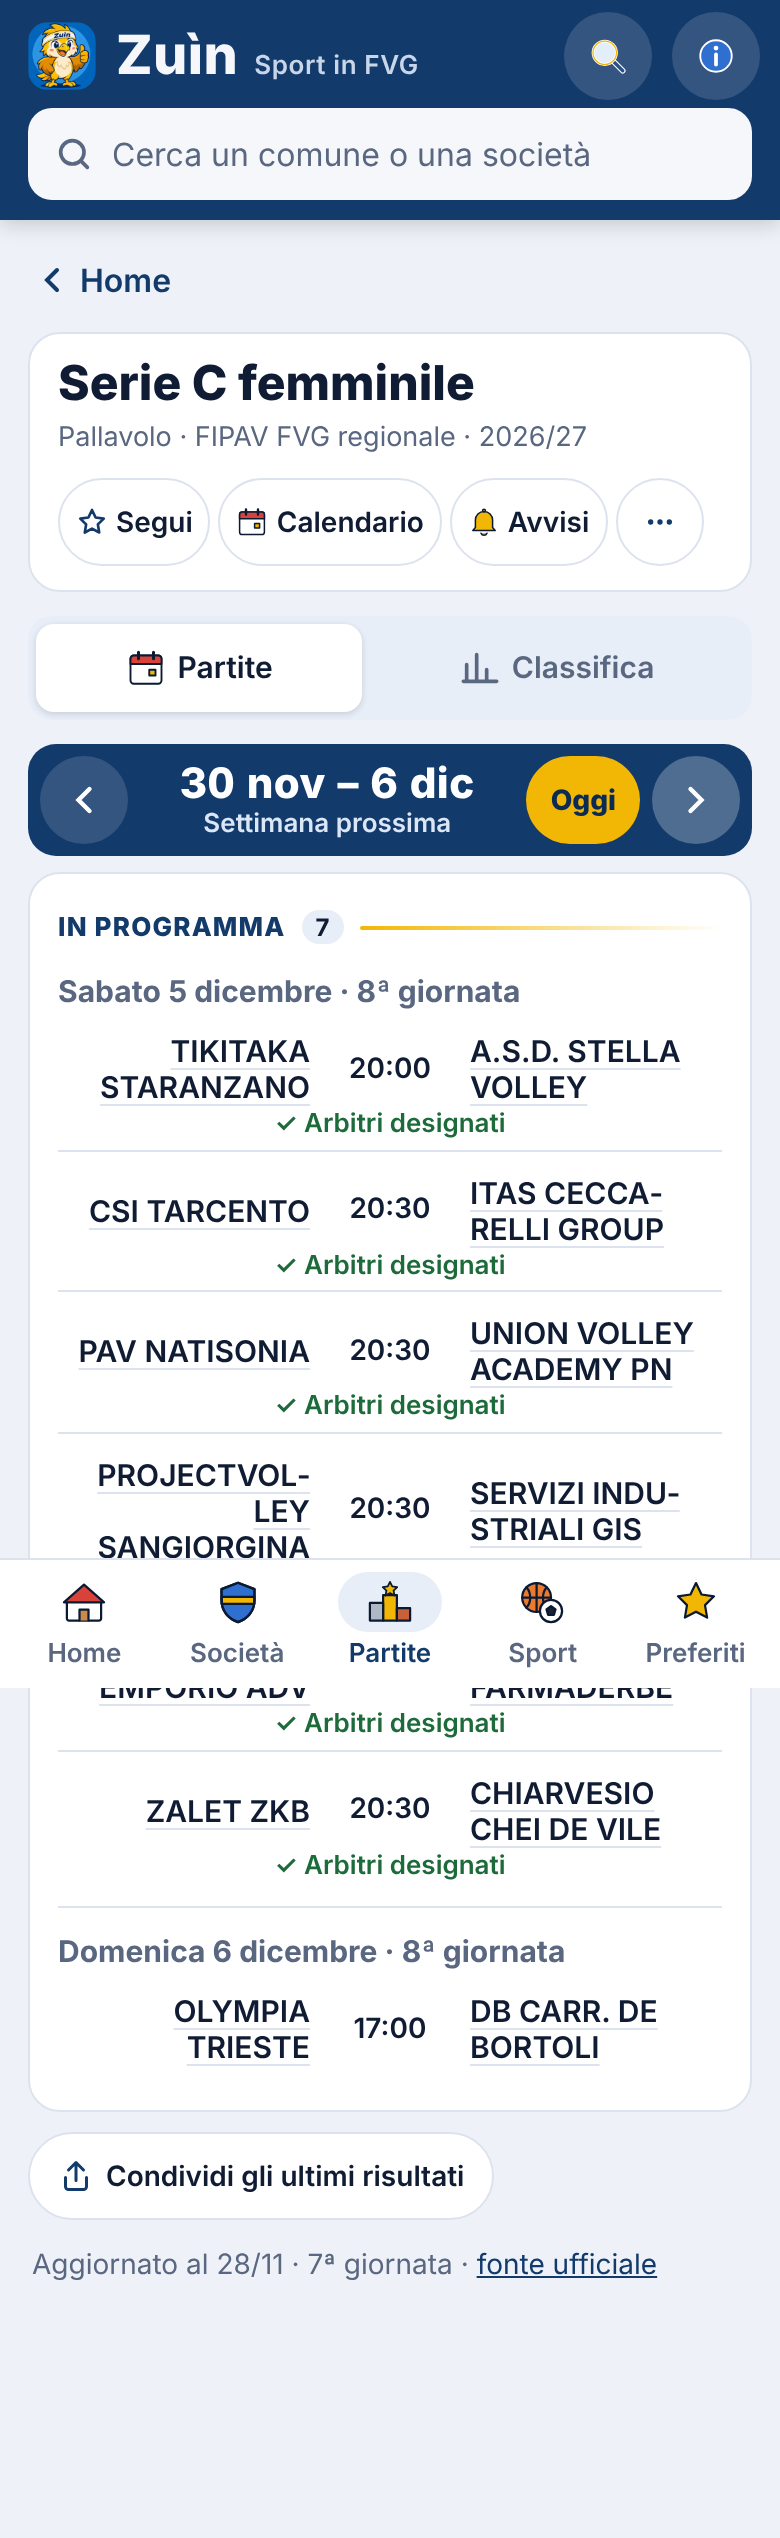 Zuin
Zuìn Sport in FVG
Cerca un comune o una società
Home
Serie C femminile
Pallavolo · FIPAV FVG regionale · 2026/27
Segui Calendario Avvisi ···
Partite Classifica
30 nov – 6 dic
Settimana prossima
Oggi
IN PROGRAMMA 7
Sabato 5 dicembre · 8ª giornata
TIKITAKA STARANZANO 20:00 A.S.D. STELLA VOLLEY
✓ Arbitri designati
CSI TARCENTO 20:30 ITAS CECCA-
RELLI GROUP
✓ Arbitri designati
PAV NATISONIA 20:30 UNION VOLLEY
ACADEMY PN
✓ Arbitri designati
PROJECTVOL-
LEY
SANGIORGINA
20:30
SERVIZI INDU-
STRIALI GIS
Home Società Partite Sport Preferiti
EMPORIO ADV FARMADERBE
✓ Arbitri designati
ZALET ZKB 20:30 CHIARVESIO
CHEI DE VILE
✓ Arbitri designati
Domenica 6 dicembre · 8ª giornata
OLYMPIA
TRIESTE
17:00
DB CARR. DE
BORTOLI
Condividi gli ultimi risultati
Aggiornato al 28/11 · 7ª giornata · fonte ufficiale